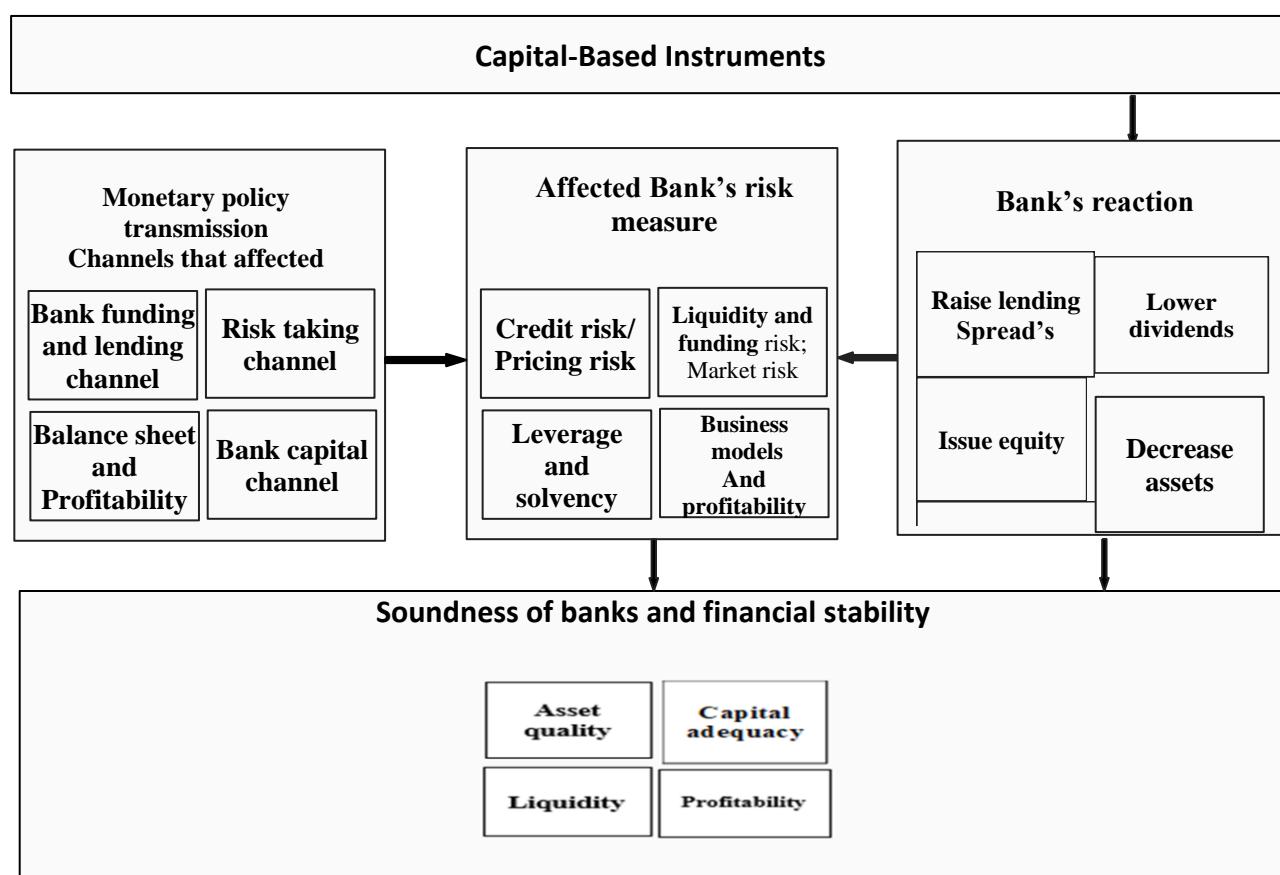 Capital-Based Instruments
Monetary policy
transmission
Channels that affected
Bank funding
and lending
channel
Risk taking
channel
Balance sheet
and
Profitability
Bank capital
channel
Affected Bank’s risk
measure
Credit risk/
Pricing risk
Liquidity and
funding risk;
Market risk
Leverage
and
solvency
Business
models
And
profitability
Bank’s reaction
Raise lending
Spread’s
Lower
dividends
Issue equity
Decrease
assets
Soundness of banks and financial stability
Asset
quality
Capital
adequacy
Liquidity
Profitability